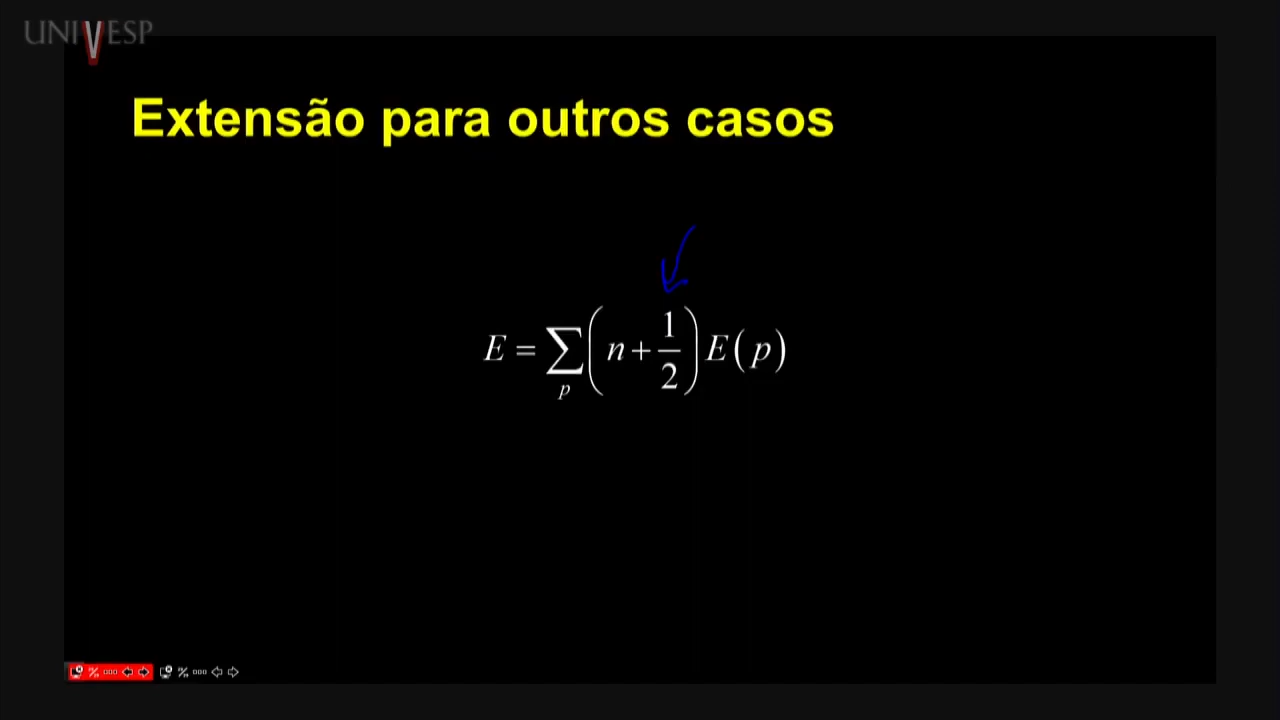 UNIVESP
Extensão para outros casos
E = ∑_p (n + 1/2) E(p)